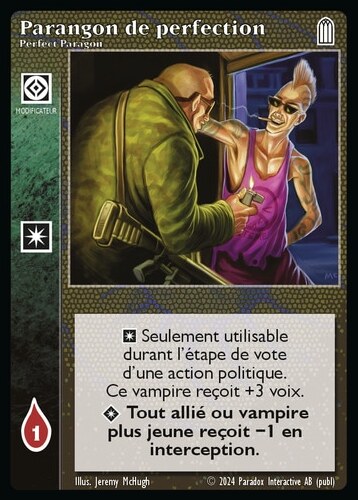 Parangon de perfection
Perfect Paragon
MODIFICATEUR
Seulement utilisable
durant l'étape de vote
d'une action politique.
Ce vampire reçoit +3 voix.
Tout allié ou vampire
plus jeune reçoit −1 en
interception.
1
Illus. Jeremy McHugh
© 2024 Paradox Interactive AB (publ)